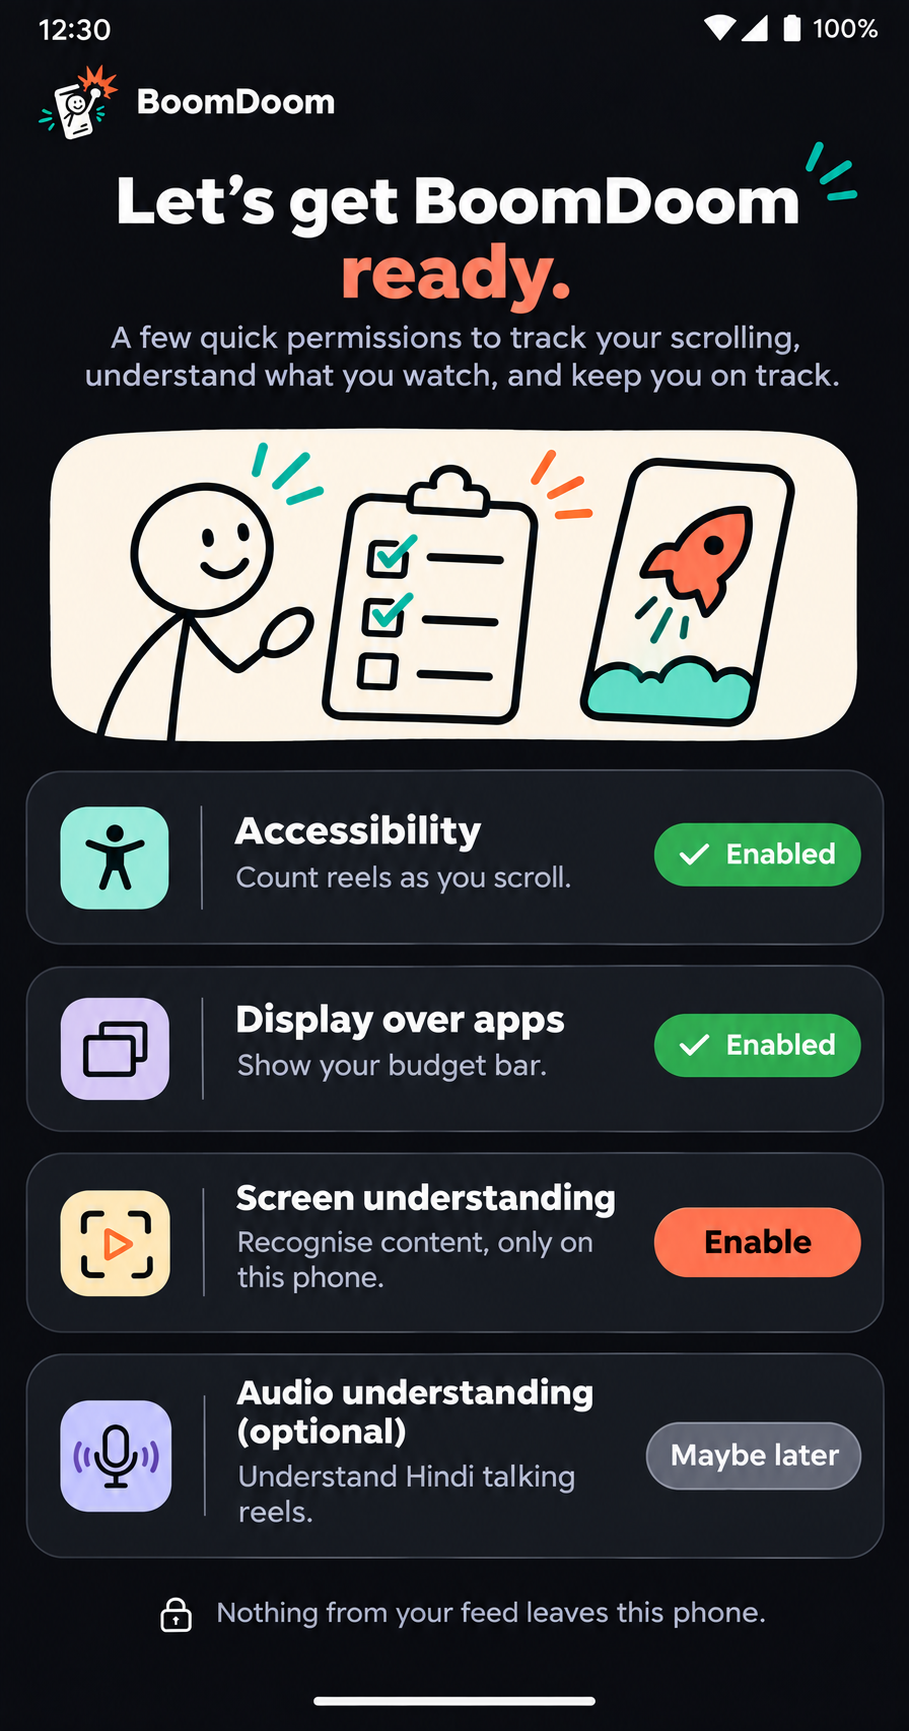 12:30
100%
BoomDoom
Let's get BoomDoom
ready.
A few quick permissions to track your scrolling,
understand what you watch, and keep you on track.
Accessibility
Count reels as you scroll.
Enabled
Display over apps
Show your budget bar.
Enabled
Screen understanding
Recognise content, only on
this phone.
Enable
Audio understanding
(optional)
Understand Hindi talking
reels.
Maybe later
Nothing from your feed leaves this phone.